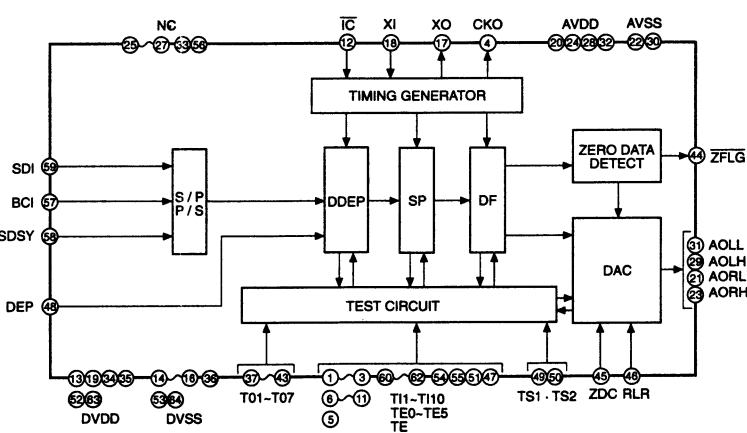 NC IC XI XO CKO AVDD AVSS
25 27 33 56 12 18 17 4 20 24 28 32 22 30
TIMING GENERATOR
ZERO DATA
DETECT
44 ZFLG
SDI 59
BCI 57
SDSY 58
S / P
P / S
DDEP
SP
DF
DAC
31 AOLL
29 AOLH
21 AORL
23 AORH
DEP 48
TEST CIRCUIT
13 19 34 35 14 ~ 16 36 37 ~ 43 1 ~ 3 60 ~ 62 54 55 51 47 49 50 45 46
52 63 53 64 6 ~ 11 TO1~TO7 TI1~TI10 TS1 · TS2 ZDC RLR
DVDD DVSS 5 TE0~TE5
TE